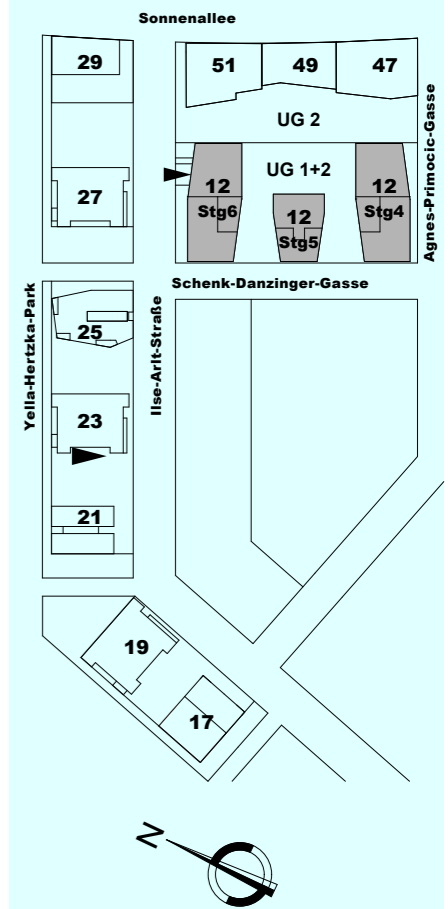 Sonnenallee
29
51
49
47
UG 2
Agnes-Primocic-Gasse
27
12
Stg6
UG 1+2
12
Stg5
12
Stg4
Schenk-Danzinger-Gasse
Yella-Hertzka-Park
Ilse-Arlt-Straße
25
23
21
19
17
N